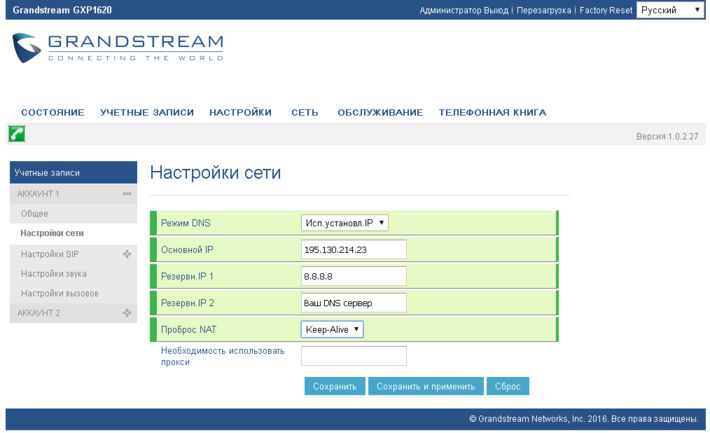 Grandstream GXP1620
Администратор Выход | Перезагрузка | Factory Reset Русский
GRANDSTREAM
CONNECTING THE WORLD
СОСТОЯНИЕ УЧЕТНЫЕ ЗАПИСИ НАСТРОЙКИ СЕТЬ ОБСЛУЖИВАНИЕ ТЕЛЕФОННАЯ КНИГА
Версия 1.0.2.27
Учетные записи
АККАУНТ 1
Общее
Настройки сети
Настройки SIP
Настройки звука
Настройки вызовов
АККАУНТ 2
Настройки сети
Режим DNS Исп.установл.IP
Основной IP 195.130.214.23
Резервн.IP 1 8.8.8.8
Резервн.IP 2 Ваш DNS сервер
Проброс NAT Keep-Alive
Необходимость использовать
прокси
Сохранить Сохранить и применить Сброс
© Grandstream Networks, Inc. 2016. Все права защищены.